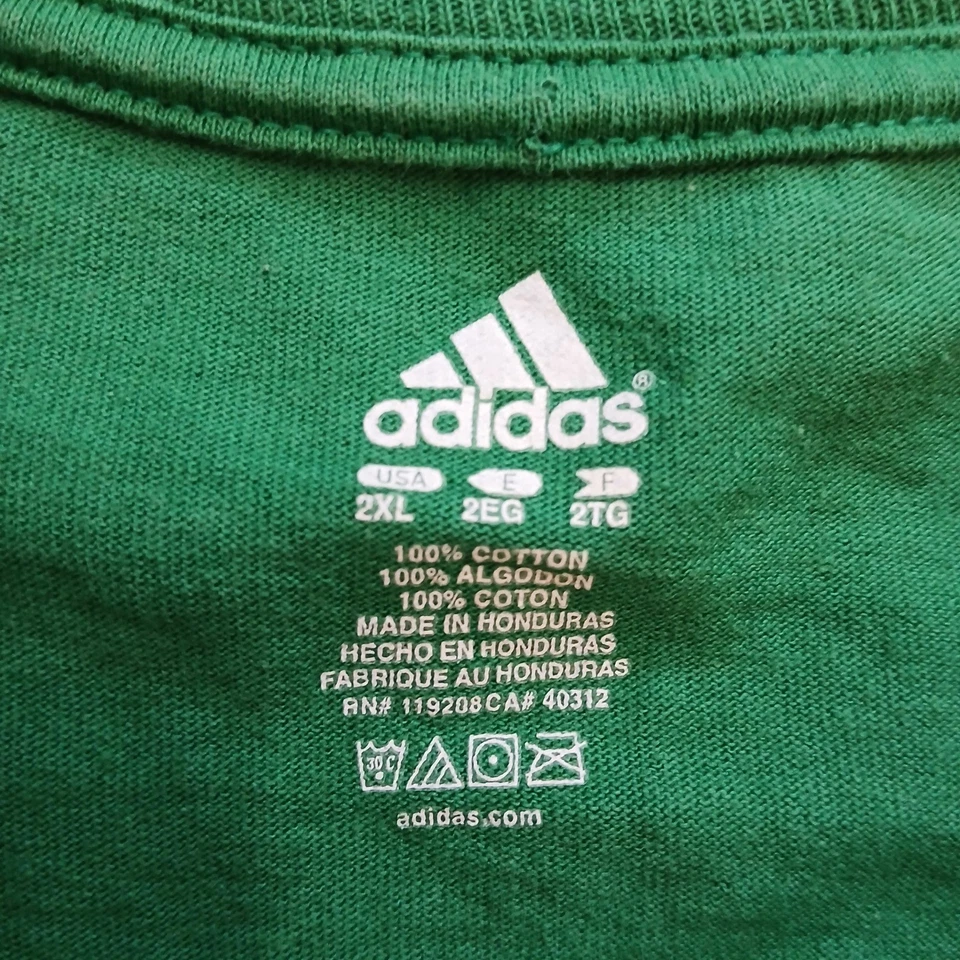 adidas®
USA E F
2XL 2EG 2TG
100% COTTON
100% ALGODON
100% COTON
MADE IN HONDURAS
HECHO EN HONDURAS
FABRIQUE AU HONDURAS
RN# 119208 CA# 40312
30 C
adidas.com